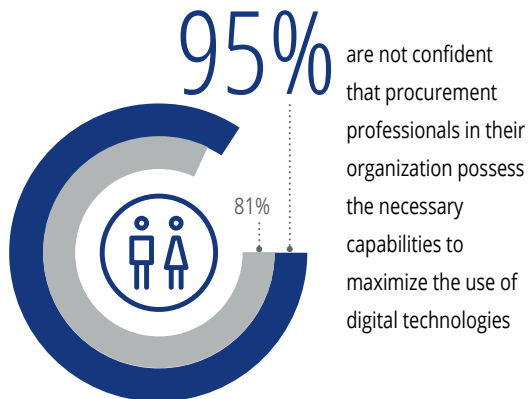 95%
are not confident
that procurement
professionals in their
organization possess
the necessary
capabilities to
maximize the use of
digital technologies
81%